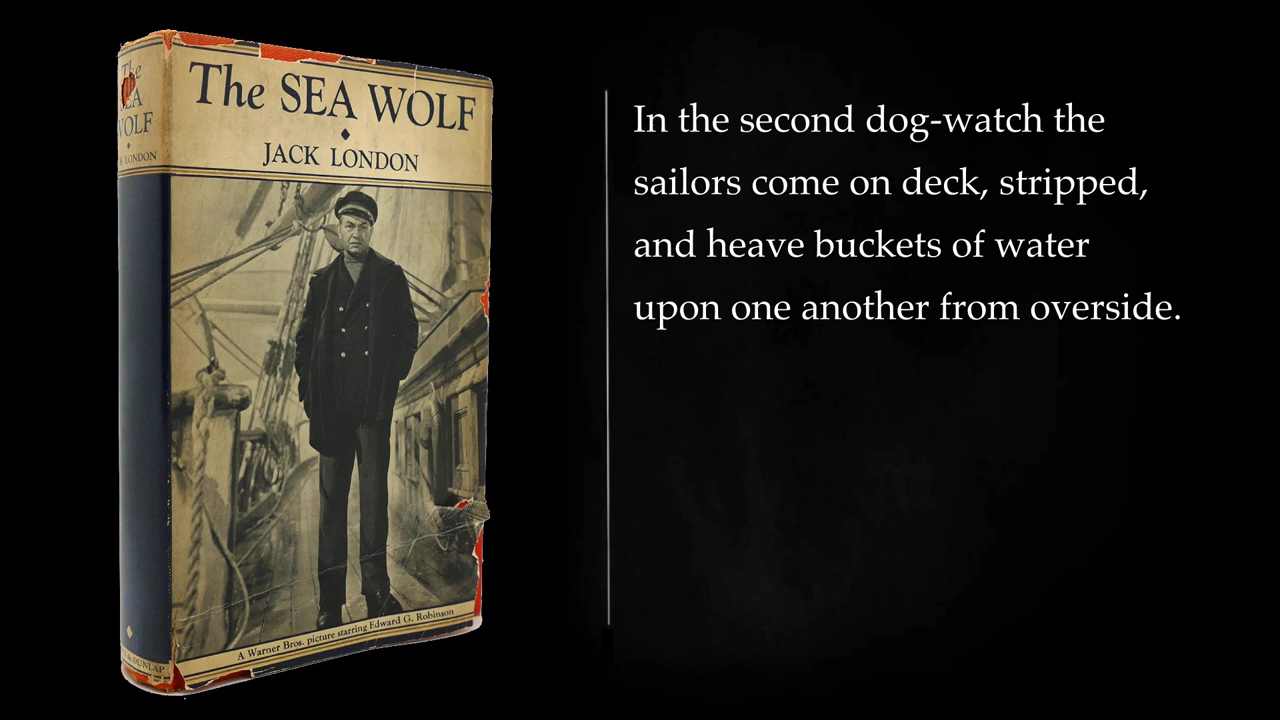 The SEA WOLF
JACK LONDON
A Warner Bros. picture starring Edward G. Robinson
The
SEA
WOLF
LONDON
DUNLAP
In the second dog-watch the
sailors come on deck, stripped,
and heave buckets of water
upon one another from overside.